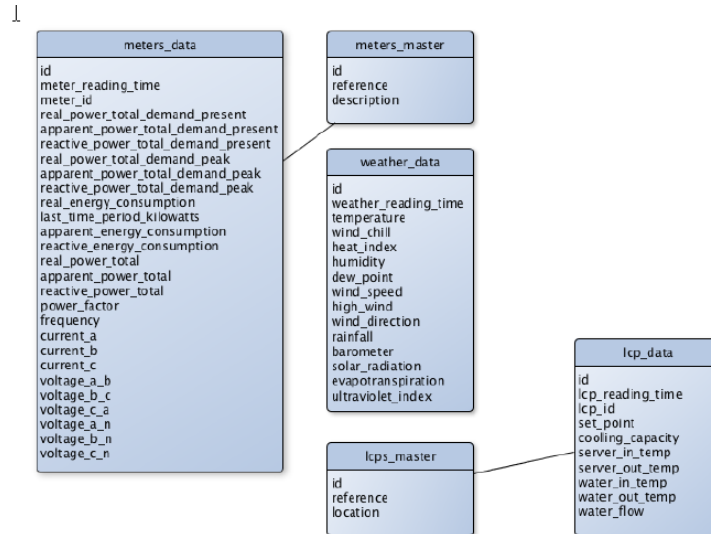 meters_data
id
meter_reading_time
meter_id
real_power_total_demand_present
apparent_power_total_demand_present
reactive_power_total_demand_present
real_power_total_demand_peak
apparent_power_total_demand_peak
reactive_power_total_demand_peak
real_energy_consumption
last_time_period_kilowatts
apparent_energy_consumption
reactive_energy_consumption
real_power_total
apparent_power_total
reactive_power_total
power_factor
frequency
current_a
current_b
current_c
voltage_a_b
voltage_b_c
voltage_c_a
voltage_a_n
voltage_b_n
voltage_c_n
meters_master
id
reference
description
weather_data
id
weather_reading_time
temperature
wind_chill
heat_index
humidity
dew_point
wind_speed
high_wind
wind_direction
rainfall
barometer
solar_radiation
evapotranspiration
ultraviolet_index
lcps_master
id
reference
location
lcp_data
id
lcp_reading_time
lcp_id
set_point
cooling_capacity
server_in_temp
server_out_temp
water_in_temp
water_out_temp
water_flow